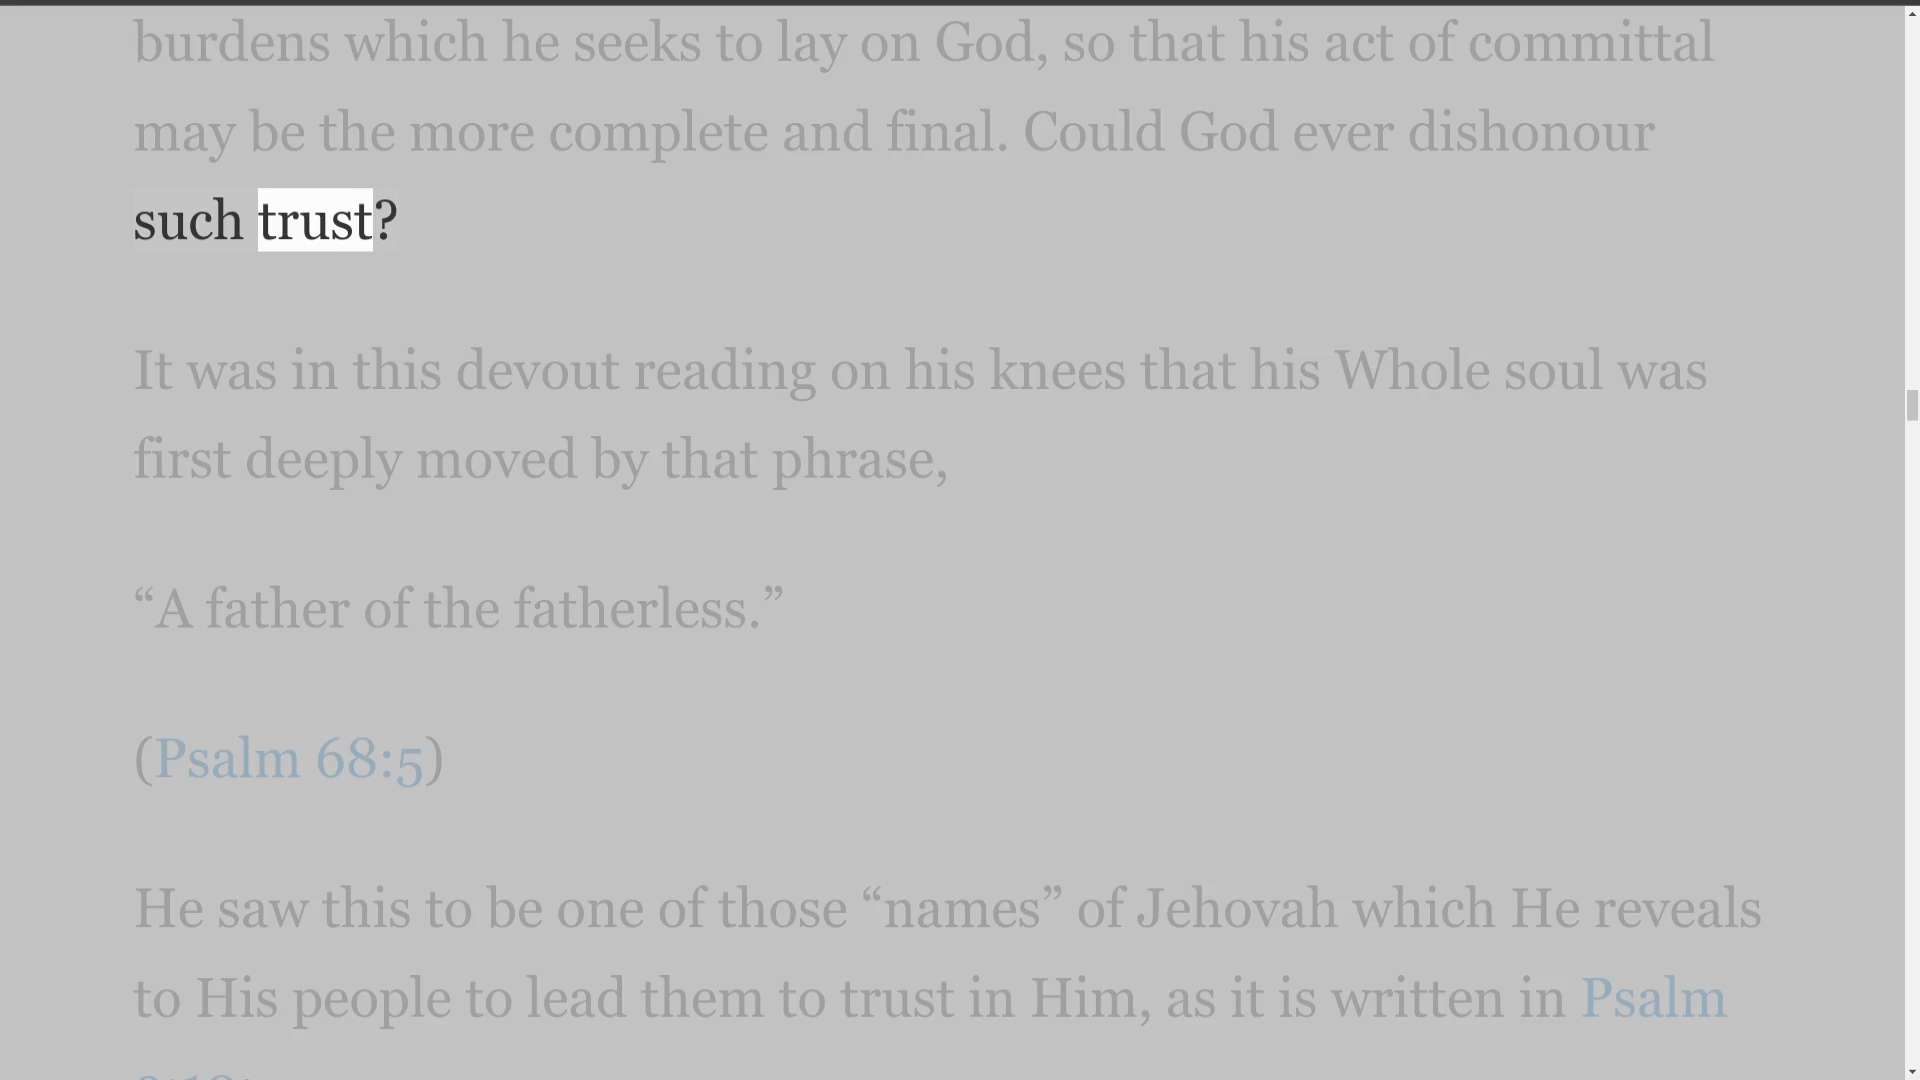 burdens which he seeks to lay on God, so that his act of committal
may be the more complete and final. Could God ever dishonour
such trust?
It was in this devout reading on his knees that his Whole soul was
first deeply moved by that phrase,
“A father of the fatherless.”
(Psalm 68:5)
He saw this to be one of those “names” of Jehovah which He reveals
to His people to lead them to trust in Him, as it is written in Psalm